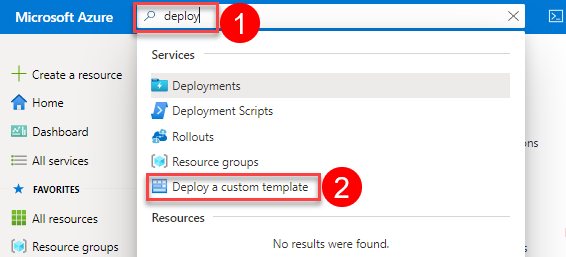 Microsoft Azure
deploy
1
Services
Create a resource
Deployments
Home
Deployment Scripts
Dashboard
Rollouts
All services
Resource groups
FAVORITES
Deploy a custom template
2
All resources
Resources
Resource groups
No results were found.